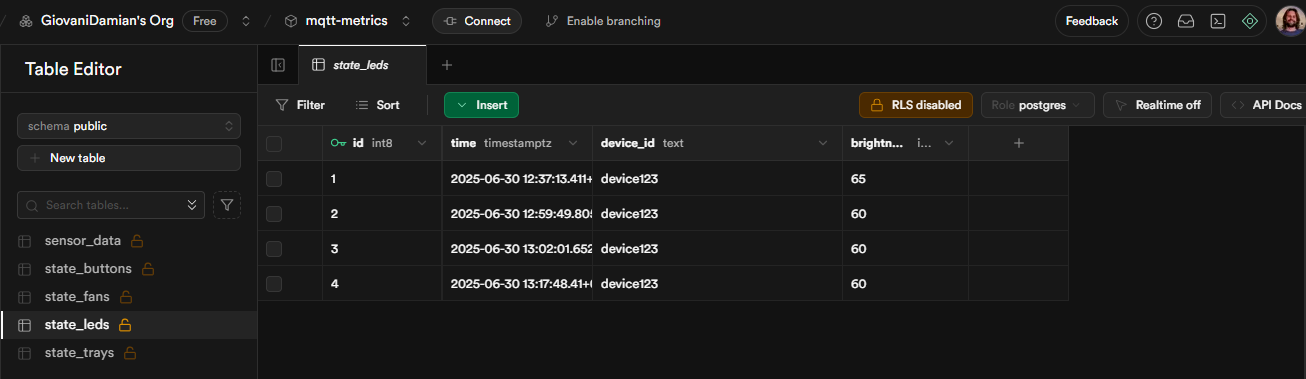 GiovaniDamian's Org Free / mqtt-metrics Connect Enable branching Feedback
Table Editor
state_leds
Filter Sort Insert RLS disabled Role postgres Realtime off API Docs
schema public
New table
Search tables...
sensor_data
state_buttons
state_fans
state_leds
state_trays
id int8 time timestamptz device_id text brightn... i...
1 2025-06-30 12:37:13.411+ device123 65
2 2025-06-30 12:59:49.805 device123 60
3 2025-06-30 13:02:01.652 device123 60
4 2025-06-30 13:17:48.41+ device123 60